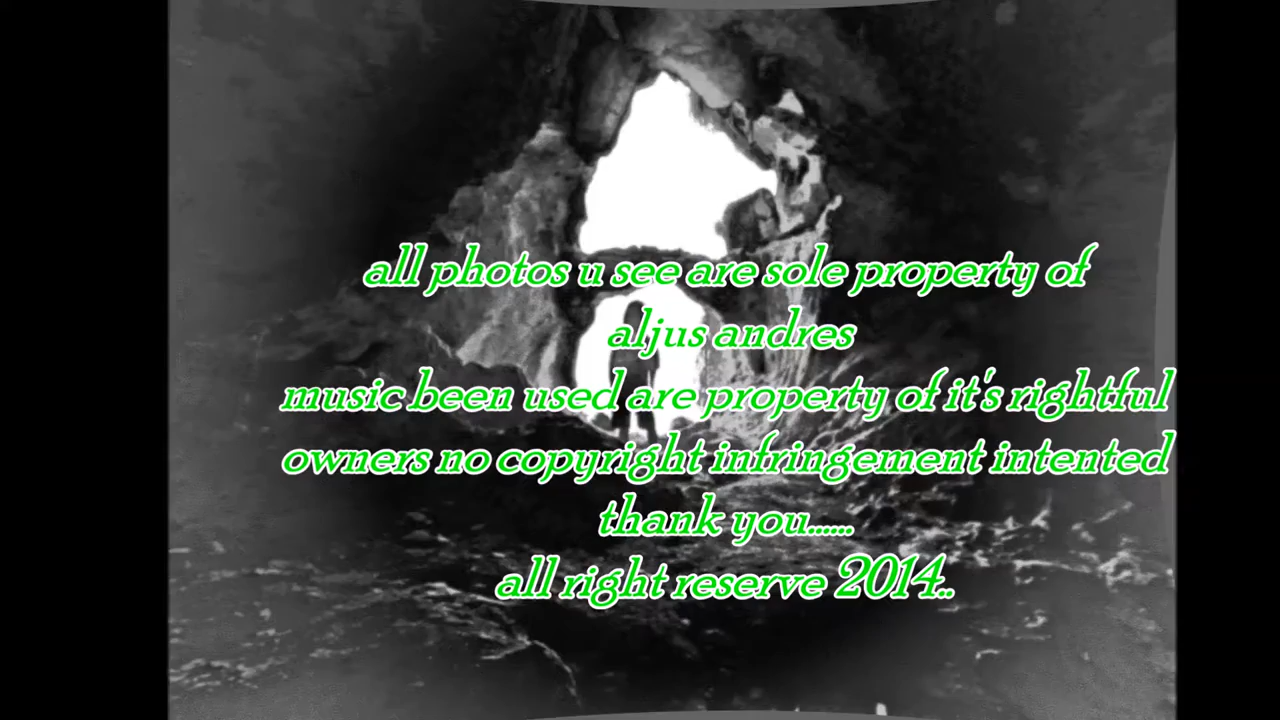 all photos u see are sole property of
aljus andres
music been used are property of it's rightful
owners no copyright infringement intented
thank you......
all right reserve 2014..